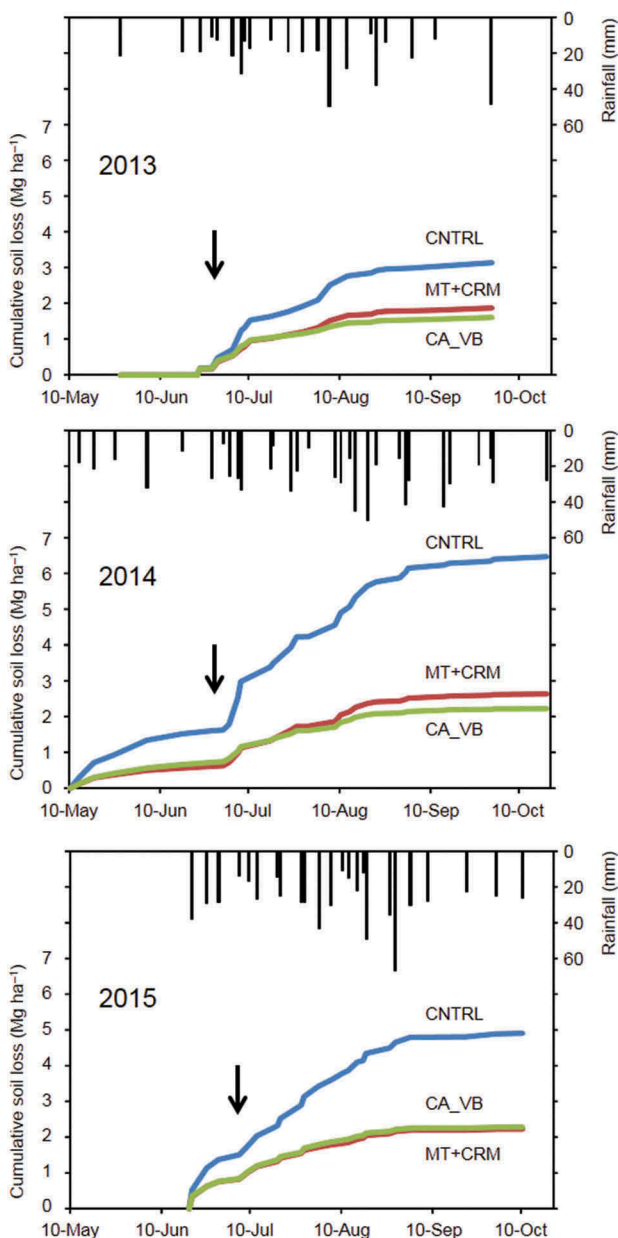 0
20
40
60
Rainfall (mm)
7
6
5
4
3
2
1
0
Cumulative soil loss (Mg ha⁻¹)
2013
CNTRL
MT+CRM
CA_VB
10-May 10-Jun 10-Jul 10-Aug 10-Sep 10-Oct
0
20
40
60
Rainfall (mm)
7
6
5
4
3
2
1
0
Cumulative soil loss (Mg ha⁻¹)
2014
CNTRL
MT+CRM
CA_VB
10-May 10-Jun 10-Jul 10-Aug 10-Sep 10-Oct
0
20
40
60
Rainfall (mm)
7
6
5
4
3
2
1
0
Cumulative soil loss (Mg ha⁻¹)
2015
CNTRL
CA_VB
MT+CRM
10-May 10-Jun 10-Jul 10-Aug 10-Sep 10-Oct